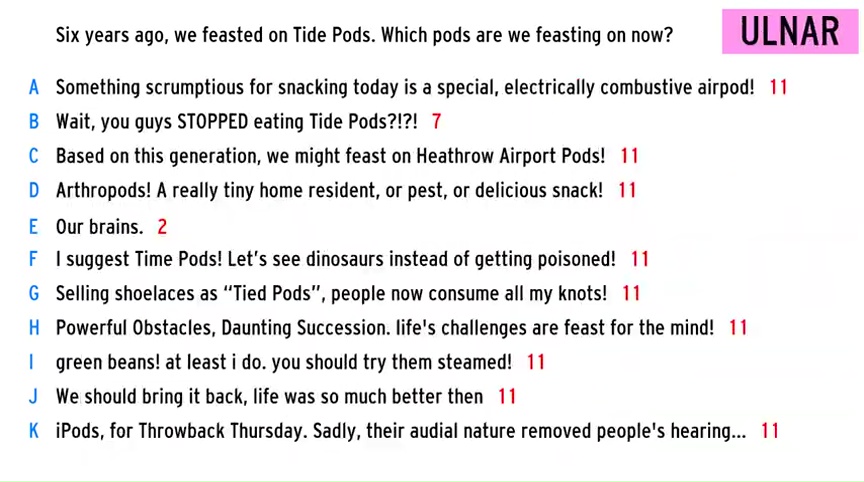 Six years ago, we feasted on Tide Pods. Which pods are we feasting on now?
ULNAR
A Something scrumptious for snacking today is a special, electrically combustive airpod! 11
B Wait, you guys STOPPED eating Tide Pods?!?! 7
C Based on this generation, we might feast on Heathrow Airport Pods! 11
D Arthropods! A really tiny home resident, or pest, or delicious snack! 11
E Our brains. 2
F I suggest Time Pods! Let's see dinosaurs instead of getting poisoned! 11
G Selling shoelaces as “Tied Pods”, people now consume all my knots! 11
H Powerful Obstacles, Daunting Succession. life's challenges are feast for the mind! 11
I green beans! at least i do. you should try them steamed! 11
J We should bring it back, life was so much better then 11
K iPods, for Throwback Thursday. Sadly, their audial nature removed people's hearing... 11